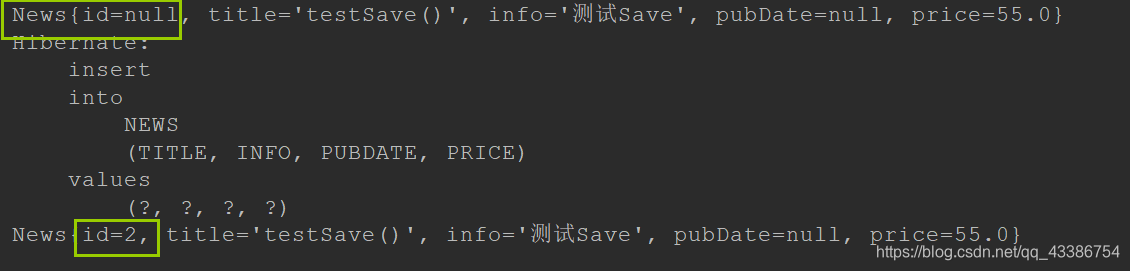 News{id=null, title='testSave()', info='测试Save', pubDate=null, price=55.0}
Hibernate:
    insert
    into
        NEWS
        (TITLE, INFO, PUBDATE, PRICE)
    values
        (?, ?, ?, ?)
News{id=2, title='testSave()', info='测试Save', pubDate=null, price=55.0}
https://blog.csdn.net/qq_43386754